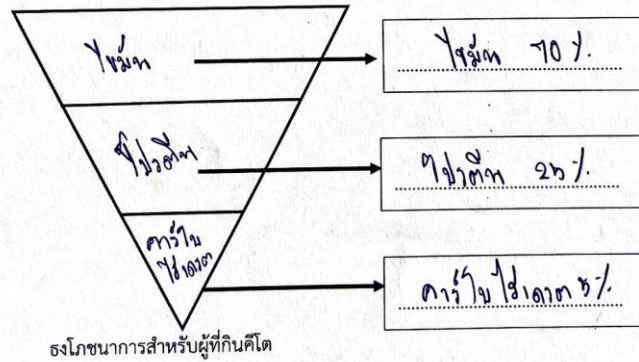 ไขมัน
ไขมัน 70 %
โปรตีน
โปรตีน 25 %
คาร์โบ
ไฮเดรต
คาร์โบไฮเดรต 5%
ธงโภชนาการสำหรับผู้ที่กินคีโต